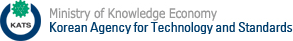 KATS
Ministry of Knowledge Economy
Korean Agency for Technology and Standards